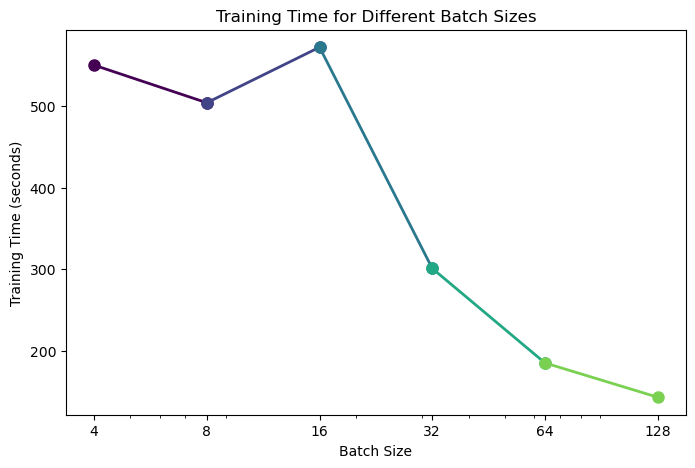 Training Time for Different Batch Sizes
Training Time (seconds)
500
400
300
200
4 8 16 32 64 128
Batch Size